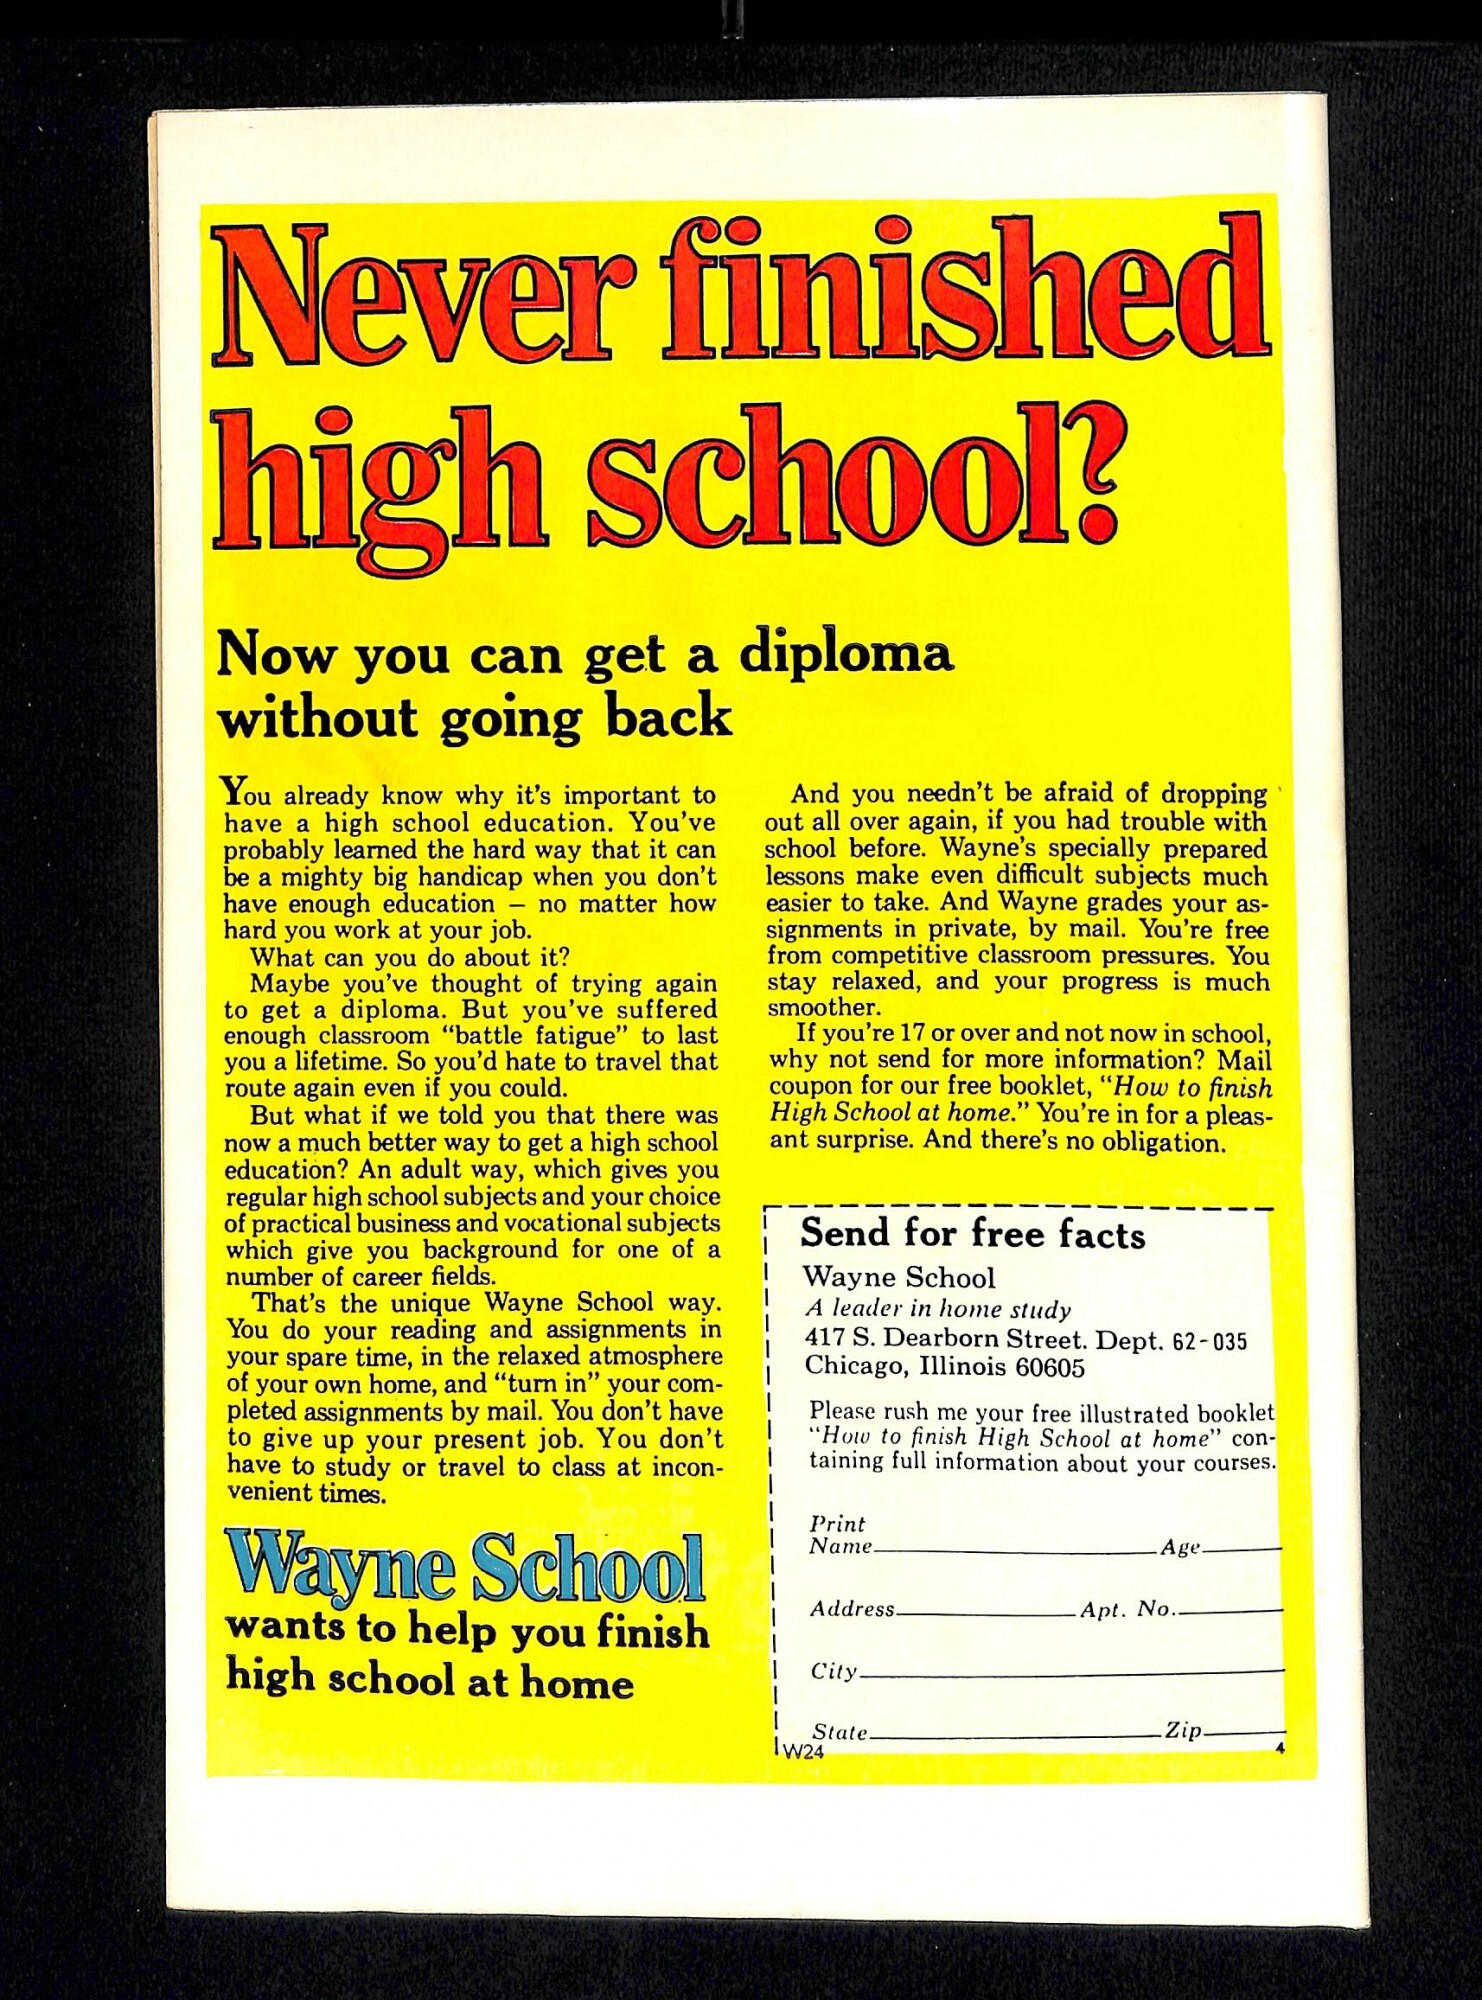 Never finished
high school?
Now you can get a diploma
without going back
You already know why it's important to
have a high school education. You've
probably learned the hard way that it can
be a mighty big handicap when you don't
have enough education — no matter how
hard you work at your job.
What can you do about it?
Maybe you've thought of trying again
to get a diploma. But you've suffered
enough classroom "battle fatigue" to last
you a lifetime. So you'd hate to travel that
route again even if you could.
But what if we told you that there was
now a much better way to get a high school
education? An adult way, which gives you
regular high school subjects and your choice
of practical business and vocational subjects
which give you background for one of a
number of career fields.
That's the unique Wayne School way.
You do your reading and assignments in
your spare time, in the relaxed atmosphere
of your own home, and "turn in" your com-
pleted assignments by mail. You don't have
to give up your present job. You don't
have to study or travel to class at incon-
venient times.
Wayne School
wants to help you finish
high school at home
And you needn't be afraid of dropping
out all over again, if you had trouble with
school before. Wayne's specially prepared
lessons make even difficult subjects much
easier to take. And Wayne grades your as-
signments in private, by mail. You're free
from competitive classroom pressures. You
stay relaxed, and your progress is much
smoother.
If you're 17 or over and not now in school,
why not send for more information? Mail
coupon for our free booklet, "How to finish
High School at home." You're in for a pleas-
ant surprise. And there's no obligation.
Send for free facts
Wayne School
A leader in home study
417 S. Dearborn Street. Dept. 62-035
Chicago, Illinois 60605
Please rush me your free illustrated booklet
"How to finish High School at home" con-
taining full information about your courses.
Print
Name Age
Address Apt. No.
City
State Zip
W24 4